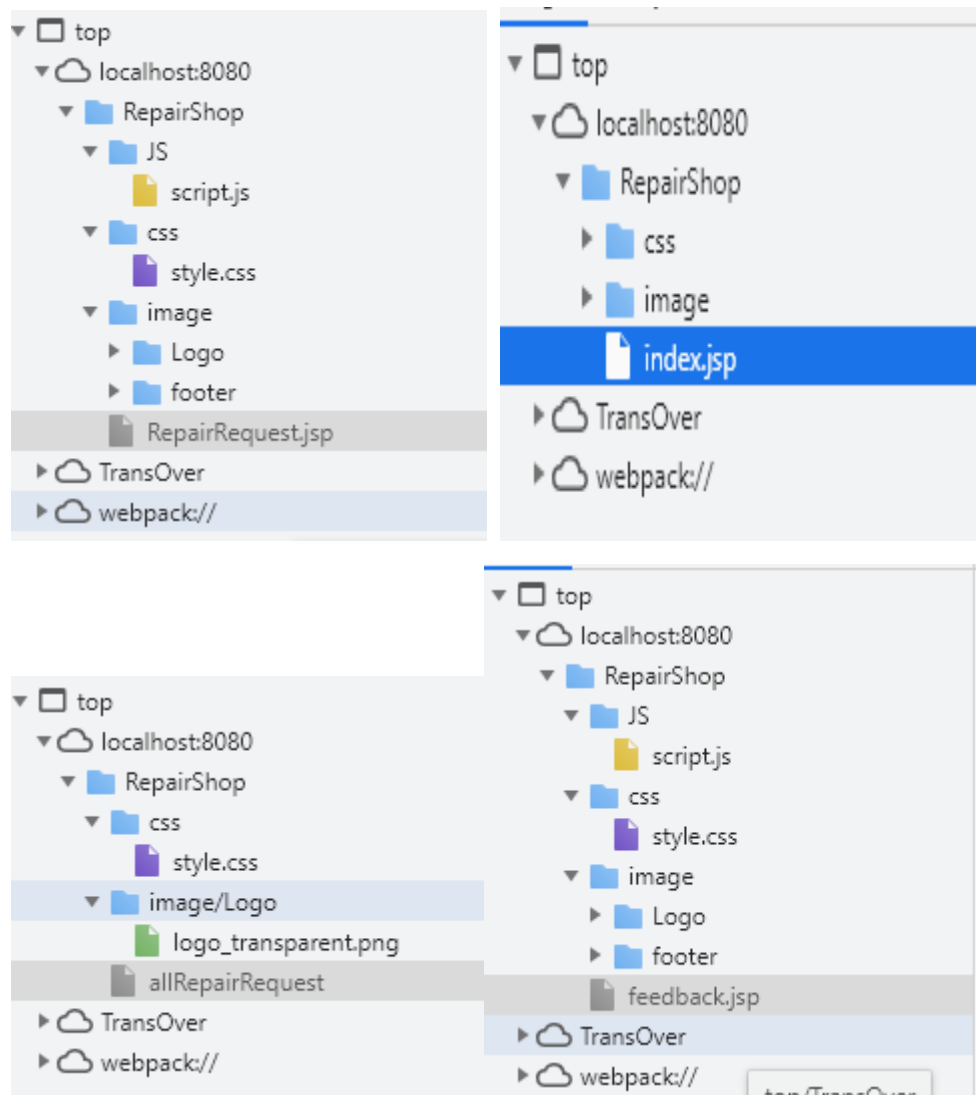 top
localhost:8080
RepairShop
JS
script.js
css
style.css
image
Logo
footer
RepairRequest.jsp
TransOver
webpack://
top
localhost:8080
RepairShop
css
image
index.jsp
TransOver
webpack://
top
localhost:8080
RepairShop
css
style.css
image/Logo
logo_transparent.png
allRepairRequest
TransOver
webpack://
top
localhost:8080
RepairShop
JS
script.js
css
style.css
image
Logo
footer
feedback.jsp
TransOver
webpack://
top/TransOver